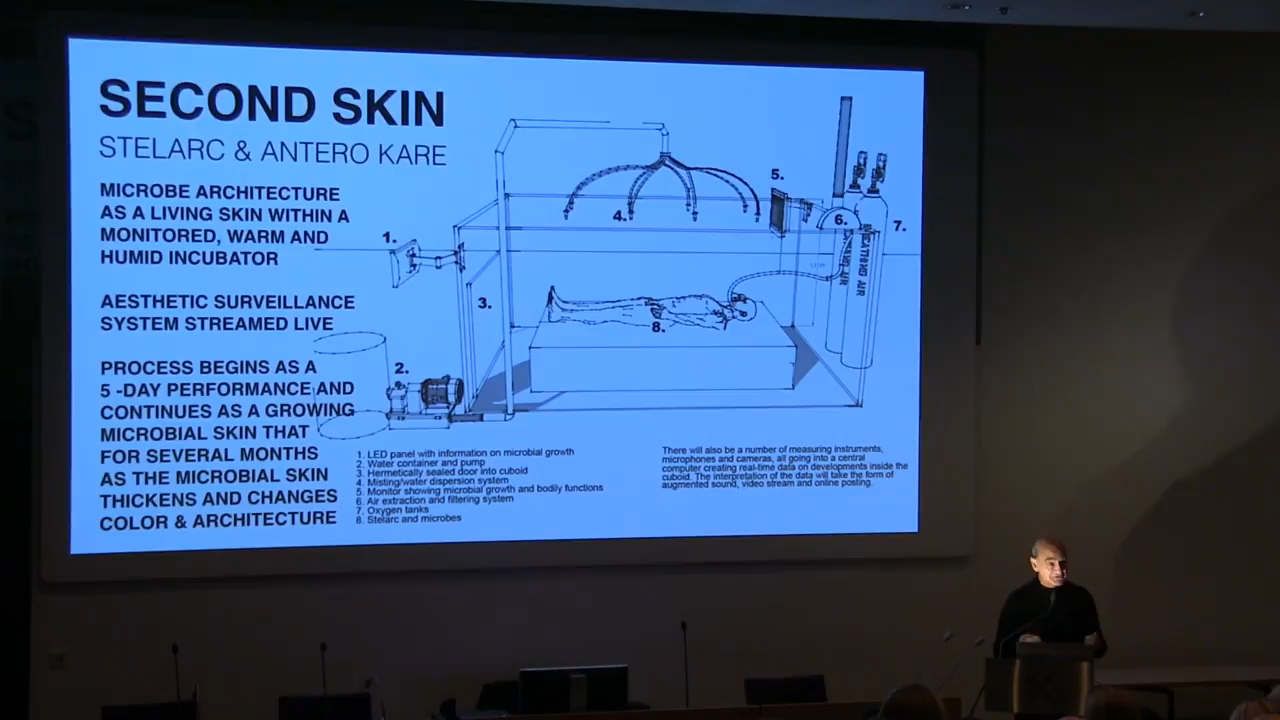 SECOND SKIN
STELARC & ANTERO KARE
MICROBE ARCHITECTURE
AS A LIVING SKIN WITHIN A
MONITORED, WARM AND
HUMID INCUBATOR
AESTHETIC SURVEILLANCE
SYSTEM STREAMED LIVE
PROCESS BEGINS AS A
5 -DAY PERFORMANCE AND
CONTINUES AS A GROWING
MICROBIAL SKIN THAT
FOR SEVERAL MONTHS
AS THE MICROBIAL SKIN
THICKENS AND CHANGES
COLOR & ARCHITECTURE
1.
2.
3.
4.
5.
6.
7.
8.
BREATHING AIR
1. LED panel with information on microbial growth
2. Water container and pump
3. Hermetically sealed door into cuboid
4. Misting/water dispersion system
5. Monitor showing microbial growth and bodily functions
6. Air extraction and filtering system
7. Oxygen tanks
8. Stelarc and microbes
There will also be a number of measuring instruments,
microphones and cameras, all going into a central
computer creating real-time data on developments inside the
cuboid. The interpretation of the data will take the form of
augmented sound, video stream and online posting.